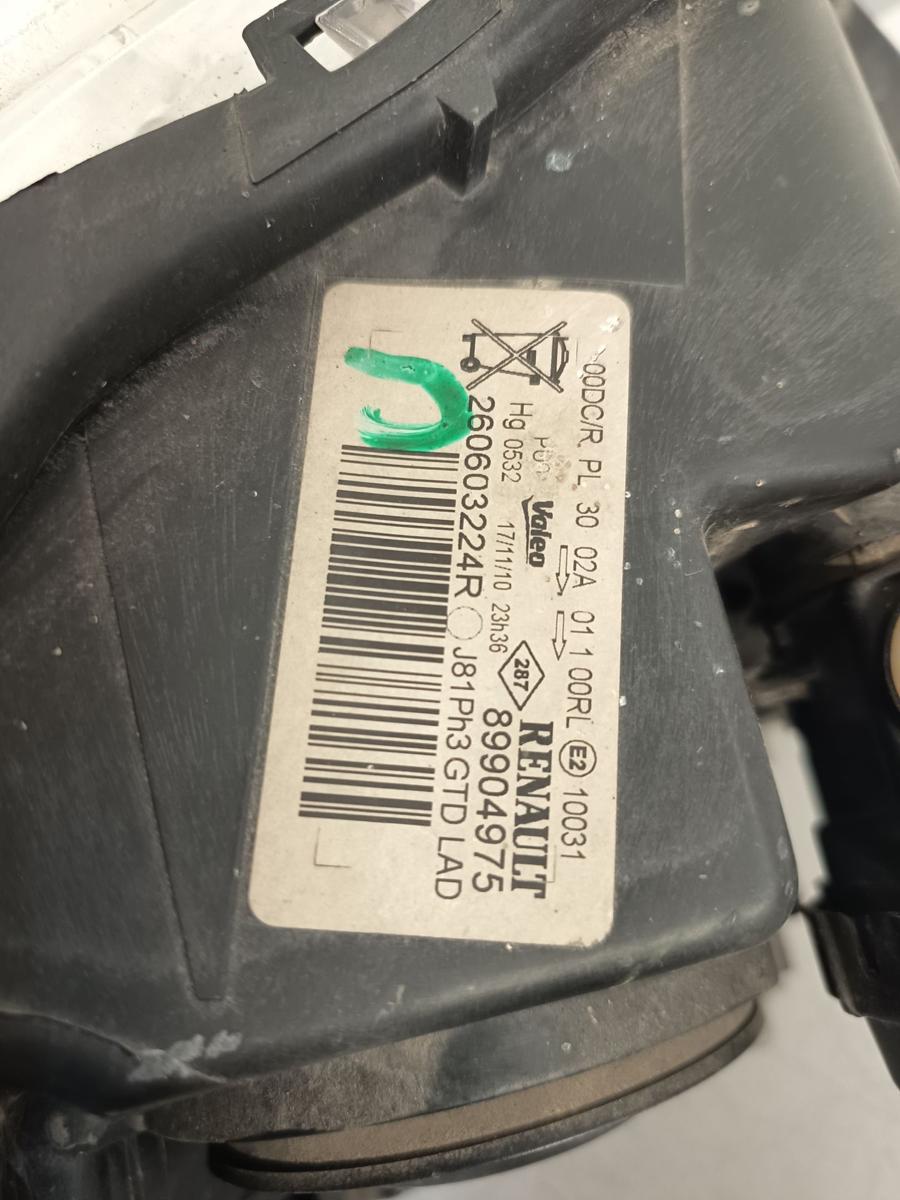 00DC/R PL 30 02A 01 1 00RL E2 10031
Valeo
RENAULT
Hg 0532 17/11/10 23h36 287
89904975
260603224R J81Ph3 GTD LAD